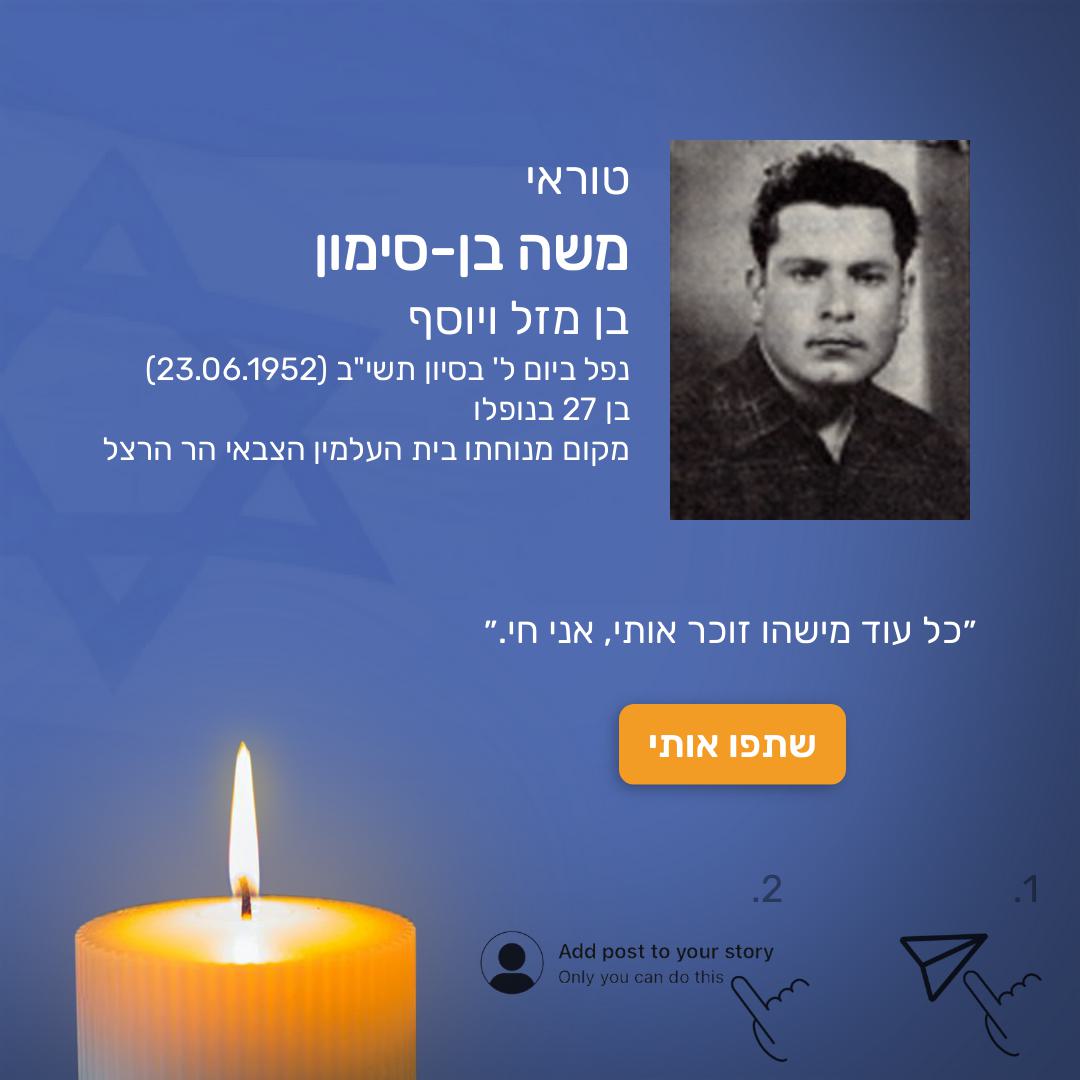 טוראי
משה בן-סימון
בן מזל ויוסף
נפל ביום ל' בסיון תשי"ב (23.06.1952)
בן 27 בנופלו
מקום מנוחתו בית העלמין הצבאי הר הרצל
״כל עוד מישהו זוכר אותי, אני חי.״
שתפו אותי
.1
.2
Add post to your story
Only you can do this